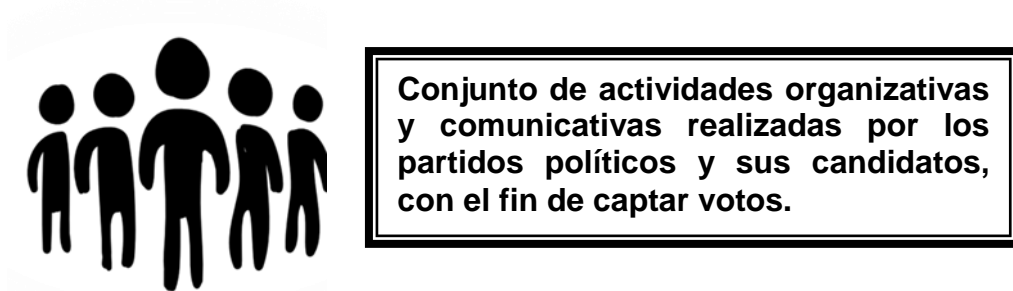 Conjunto de actividades organizativas
y comunicativas realizadas por los
partidos políticos y sus candidatos,
con el fin de captar votos.